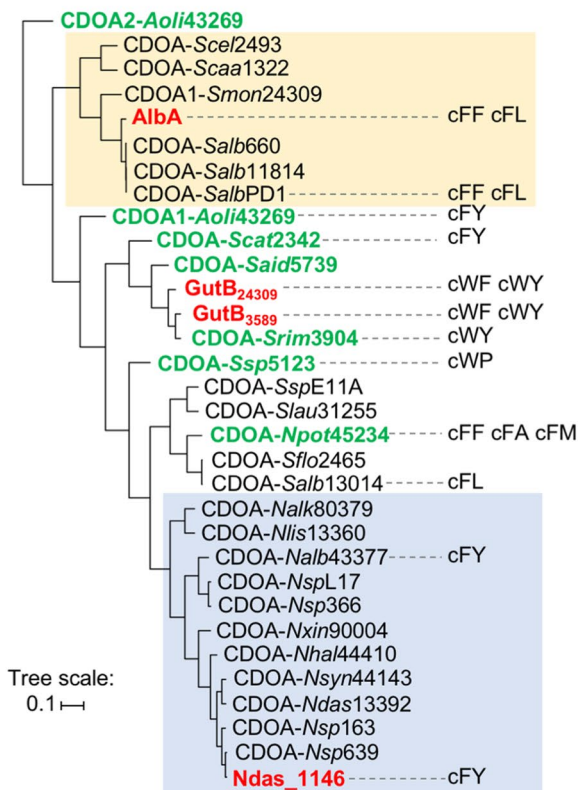 CDOA2-Aoli43269
CDOA-Scel2493
CDOA-Scaa1322
CDOA1-Smon24309
AlbA cFF cFL
CDOA-Salb660
CDOA-Salb11814
CDOA-SalbPD1 cFF cFL
CDOA1-Aoli43269 cFY
CDOA-Scat2342 cFY
CDOA-Said5739
GutB24309 cWF cWY
GutB3589 cWF cWY
CDOA-Srim3904 cWY
CDOA-Ssp5123 cWP
CDOA-SspE11A
CDOA-Slau31255
CDOA-Npot45234 cFF cFA cFM
CDOA-Sflo2465
CDOA-Salb13014 cFL
CDOA-Nalk80379
CDOA-Nlis13360
CDOA-Nalb43377 cFY
CDOA-NspL17
CDOA-Nsp366
CDOA-Nxin90004
CDOA-Nhal44410
CDOA-Nsyn44143
CDOA-Ndas13392
CDOA-Nsp163
CDOA-Nsp639
Ndas_1146 cFY
Tree scale:
0.1